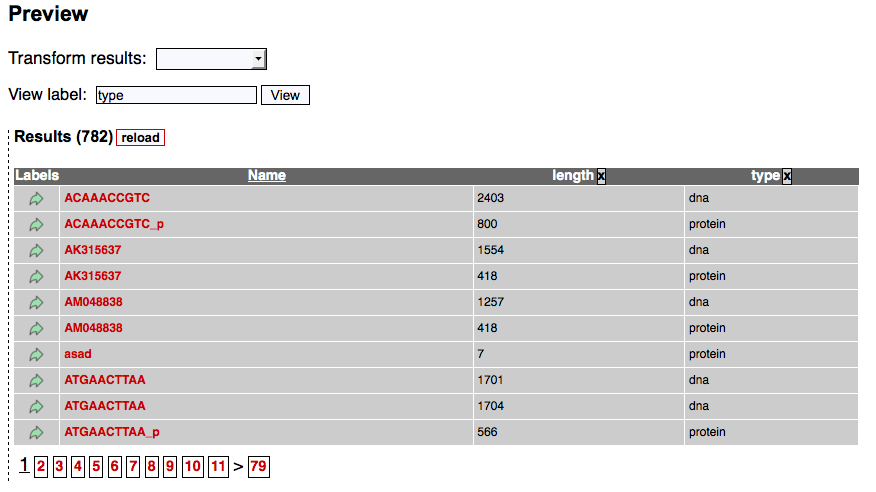 Preview
Transform results:
View label: type View
Results (782) reload
Labels Name length x type x
ACAAACCGTC 2403 dna
ACAAACCGTC_p 800 protein
AK315637 1554 dna
AK315637 418 protein
AM048838 1257 dna
AM048838 418 protein
asad 7 protein
ATGAACTTAA 1701 dna
ATGAACTTAA 1704 dna
ATGAACTTAA_p 566 protein
1 2 3 4 5 6 7 8 9 10 11 > 79